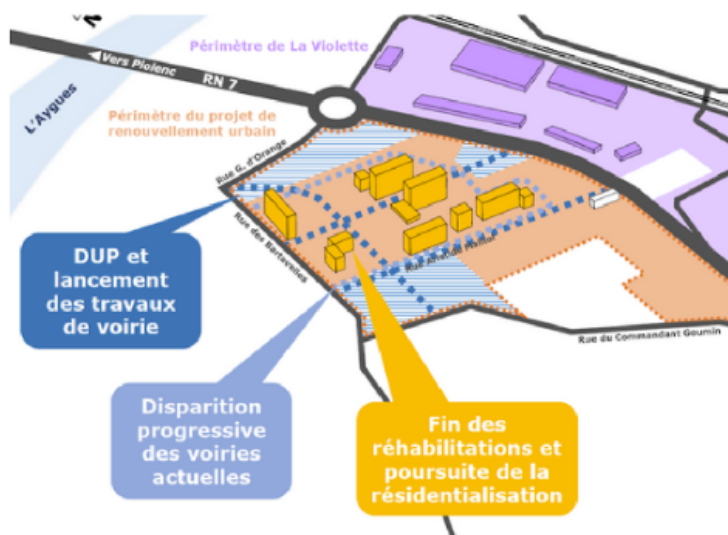 Périmètre de La Violette
Vers Piolenc
RN 7
L'Aygues
Périmètre du projet de
renouvellement urbain
Rue G. d'Orange
Rue des Bartavelles
DUP et
lancement
des travaux
de voirie
Rue du Commandant Goumin
Disparition
progressive
des voiries
actuelles
Fin des
réhabilitations et
poursuite de la
résidentialisation